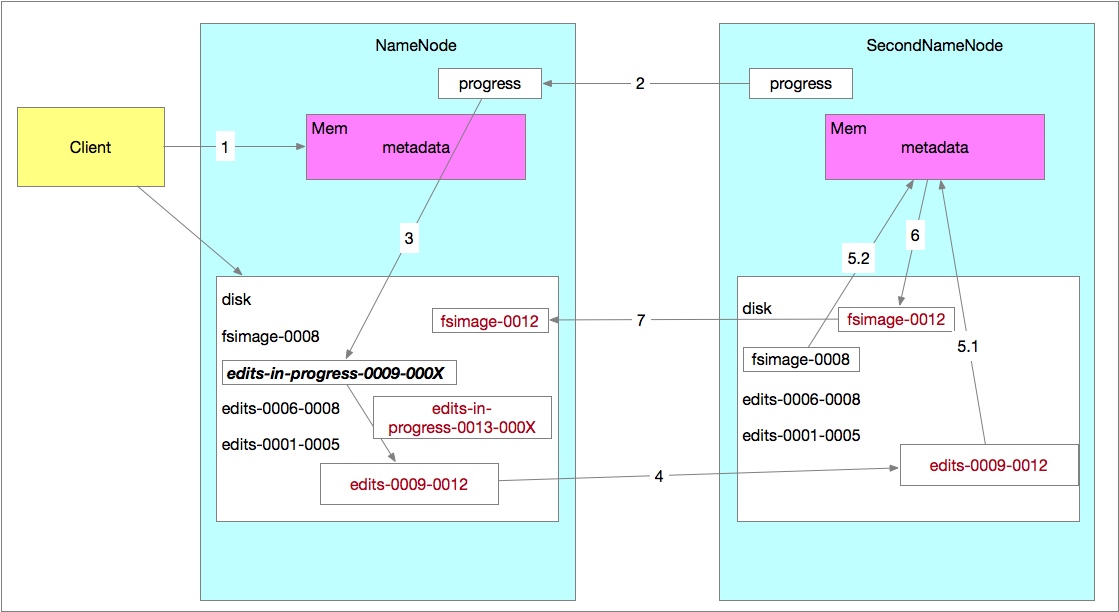 NameNode
SecondNameNode
progress
2
progress
Client
1
Mem
metadata
Mem
metadata
3
6
5.2
disk
fsimage-0008
fsimage-0012
edits-in-progress-0009-000X
edits-0006-0008
edits-in-
progress-0013-000X
edits-0001-0005
edits-0009-0012
7
4
disk
fsimage-0012
fsimage-0008
5.1
edits-0006-0008
edits-0001-0005
edits-0009-0012